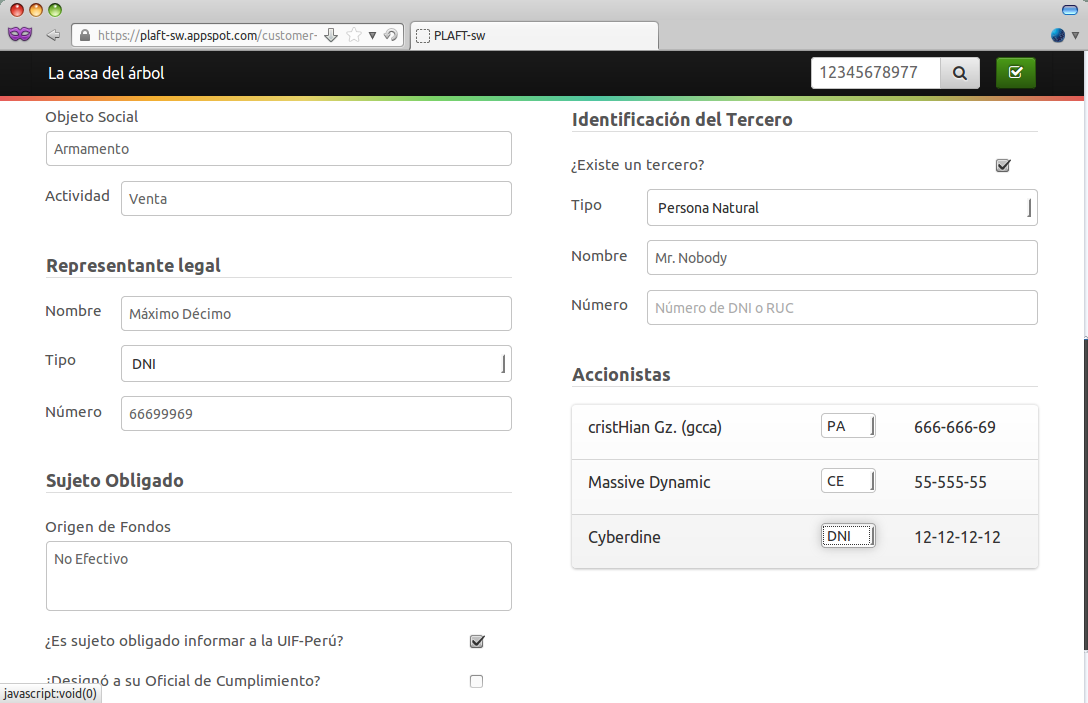 https://plaft-sw.appspot.com/customer-
PLAFT-sw
La casa del árbol
12345678977
Objeto Social
Armamento
Actividad Venta
Representante legal
Nombre Máximo Décimo
Tipo DNI
Número 66699969
Sujeto Obligado
Origen de Fondos
No Efectivo
¿Es sujeto obligado informar a la UIF-Perú?
¿Designó a su Oficial de Cumplimiento?
Identificación del Tercero
¿Existe un tercero?
Tipo Persona Natural
Nombre Mr. Nobody
Número Número de DNI o RUC
Accionistas
cristHian Gz. (gcca) PA 666-666-69
Massive Dynamic CE 55-555-55
Cyberdine DNI 12-12-12-12
javascript:void(0)